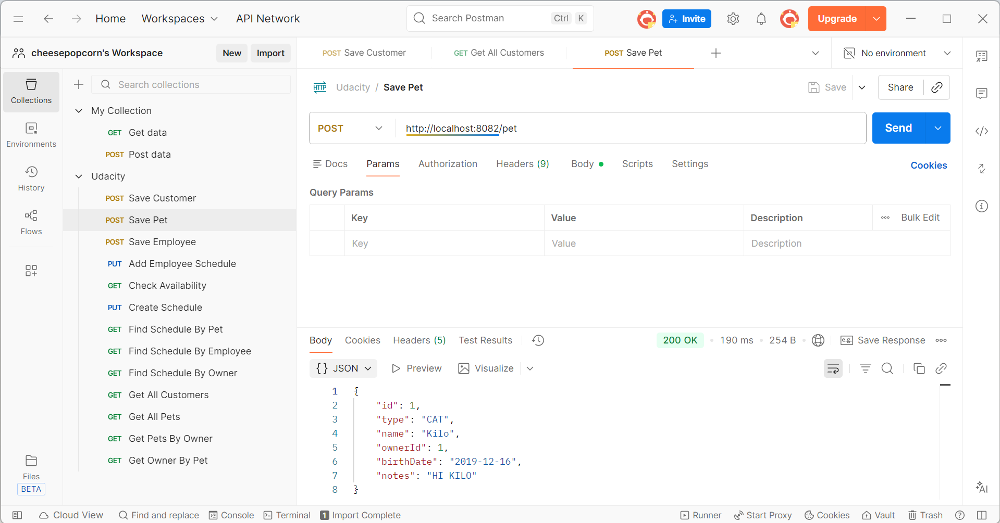 Home Workspaces API Network
Search Postman Ctrl K
Invite Upgrade
cheesepopcorn's Workspace New Import
POST Save Customer GET Get All Customers POST Save Pet No environment
Collections
Environments
History
Flows
Files
BETA
Search collections
My Collection
GET Get data
POST Post data
Udacity
POST Save Customer
POST Save Pet
POST Save Employee
PUT Add Employee Schedule
GET Check Availability
PUT Create Schedule
GET Find Schedule By Pet
GET Find Schedule By Employee
GET Find Schedule By Owner
GET Get All Customers
GET Get All Pets
GET Get Pets By Owner
GET Get Owner By Pet
HTTP Udacity / Save Pet Save Share
POST http://localhost:8082/pet Send
Docs Params Authorization Headers (9) Body Scripts Settings Cookies
Query Params
Key Value Description Bulk Edit
Key Value Description
Body Cookies Headers (5) Test Results 200 OK • 190 ms • 254 B • e.g. Save Response
{} JSON Preview Visualize
1 {
2 "id": 1,
3 "type": "CAT",
4 "name": "Kilo",
5 "ownerId": 1,
6 "birthDate": "2019-12-16",
7 "notes": "HI KILO"
8 }
AI
Cloud View Find and replace Console Terminal 1 Import Complete Runner Start Proxy Cookies Vault Trash